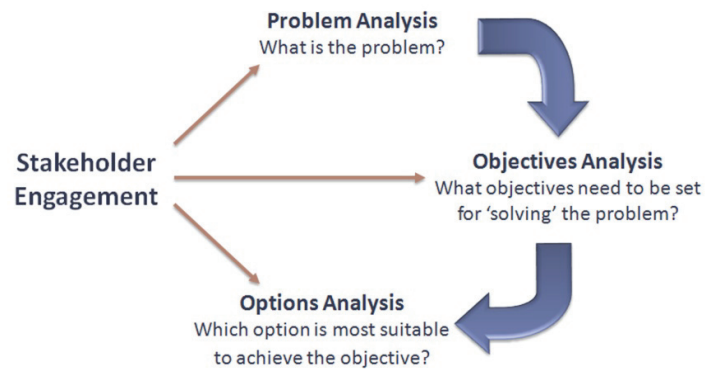 Problem Analysis
What is the problem?
Stakeholder
Engagement
Objectives Analysis
What objectives need to be set
for ‘solving’ the problem?
Options Analysis
Which option is most suitable
to achieve the objective?